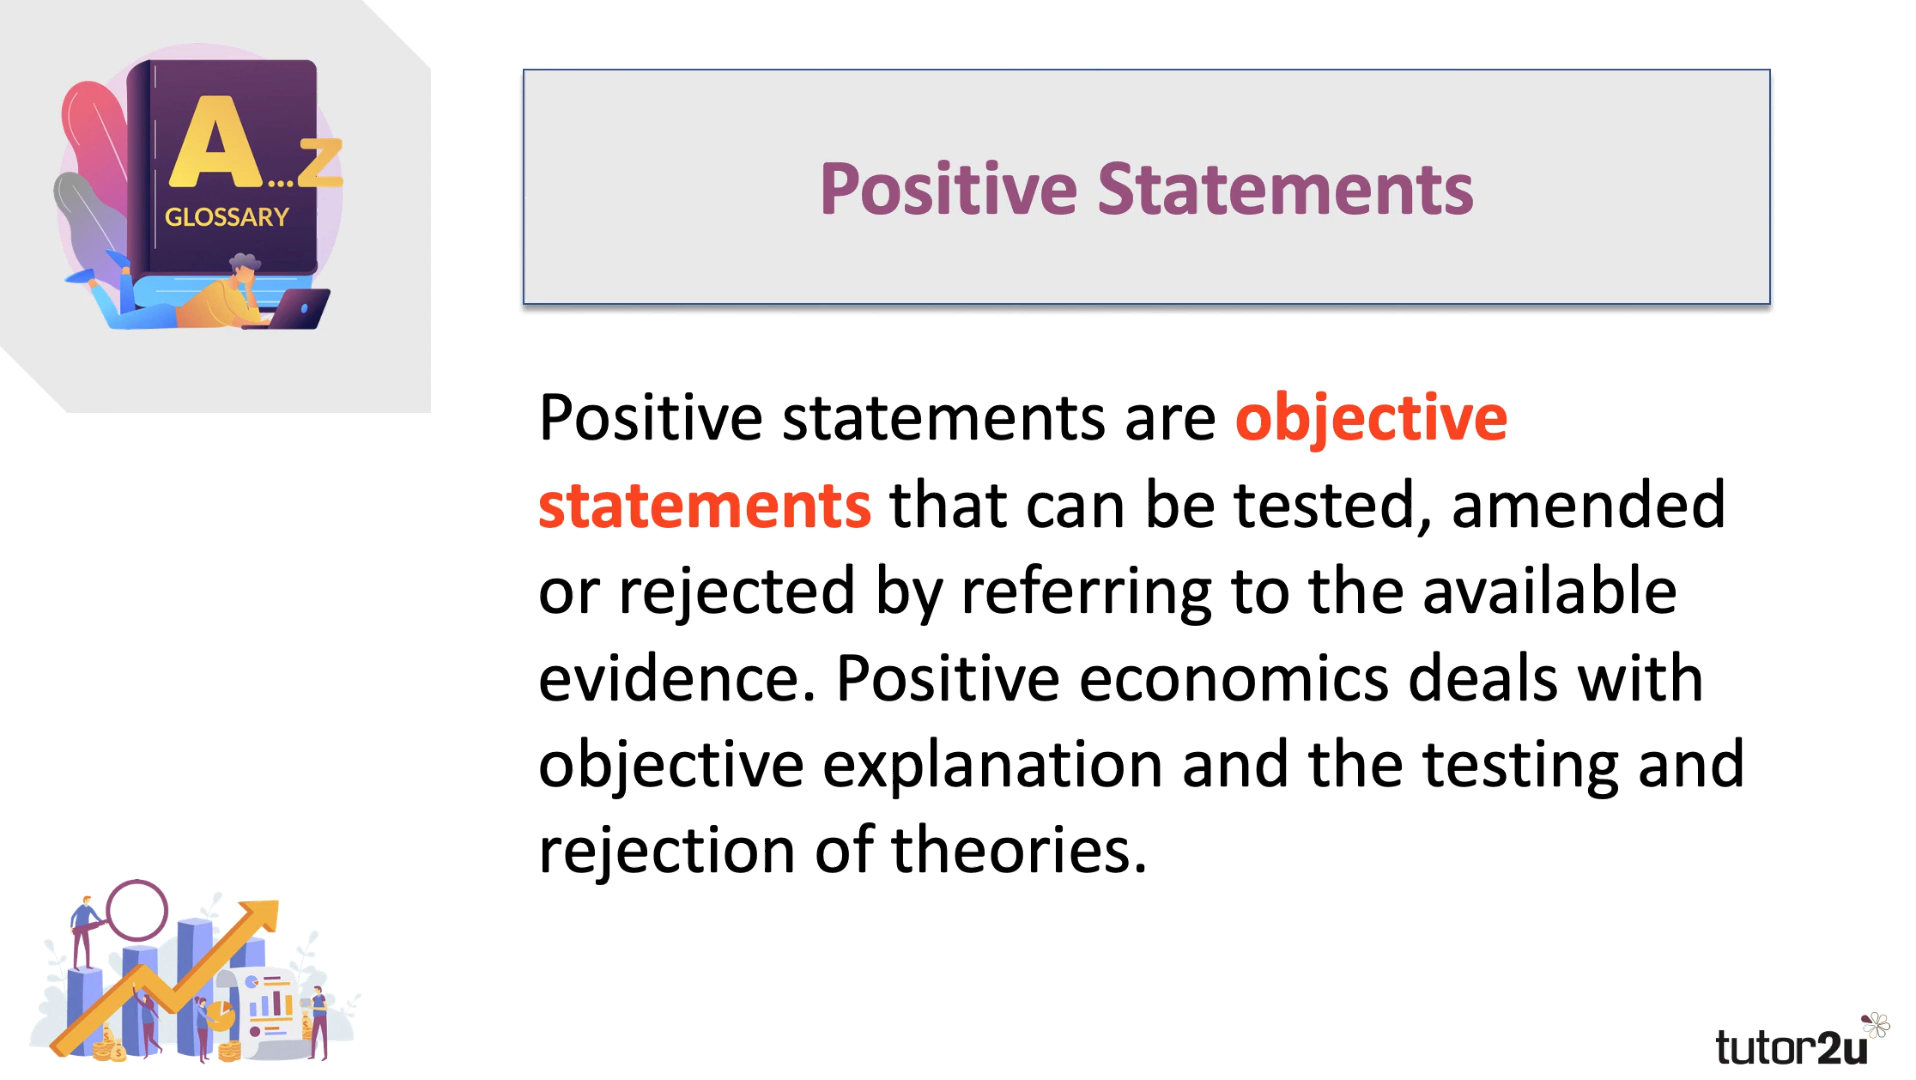 A...Z
GLOSSARY
Positive Statements
Positive statements are objective
statements that can be tested, amended
or rejected by referring to the available
evidence. Positive economics deals with
objective explanation and the testing and
rejection of theories.
tutor2u